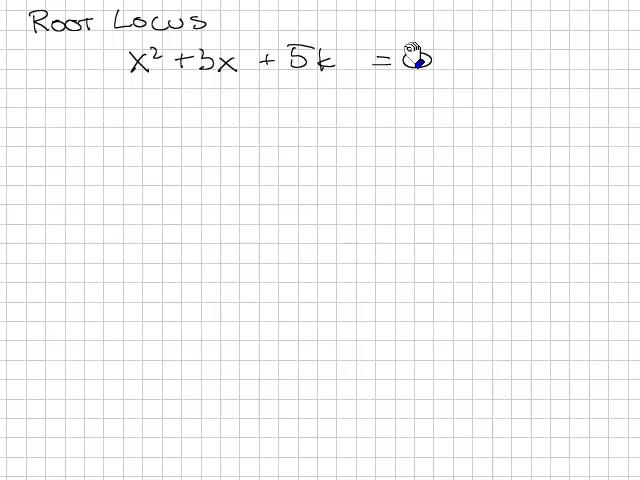 ROOT LOCUS
x² + 3x + 5k = 0